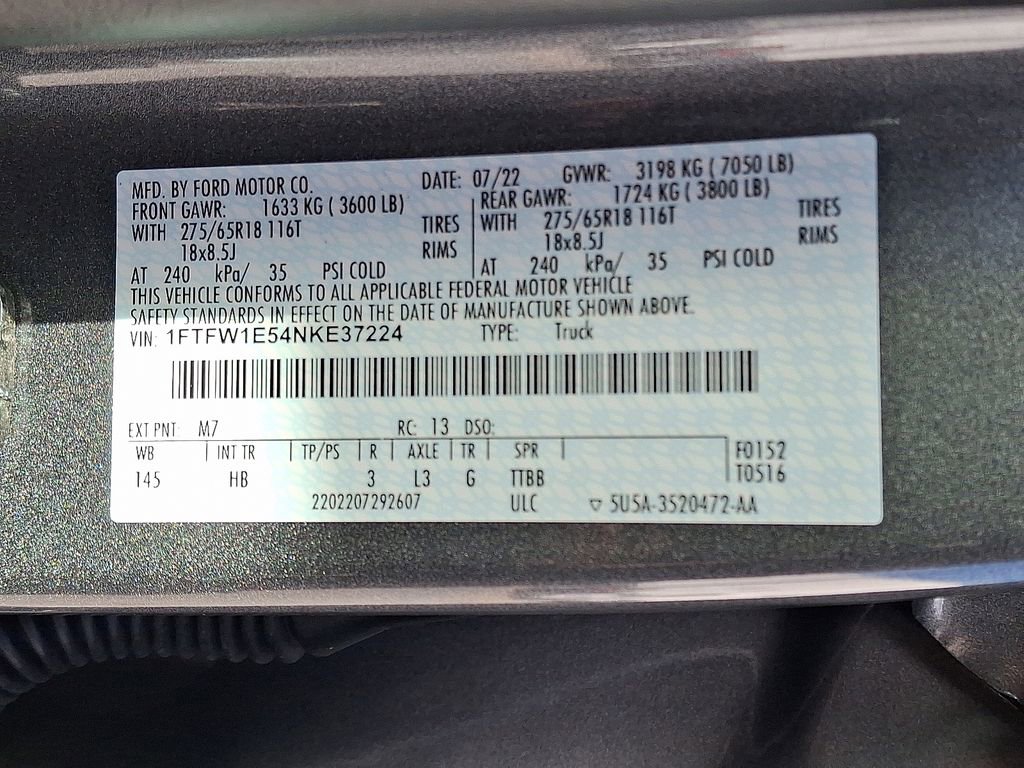 MFD. BY FORD MOTOR CO. DATE: 07/22 GVWR: 3198 KG ( 7050 LB)
FRONT GAWR: 1633 KG ( 3600 LB) REAR GAWR: 1724 KG ( 3800 LB)
WITH 275/65R18 116T TIRES WITH 275/65R18 116T TIRES
18x8.5J RIMS 18x8.5J RIMS
AT 240 kPa/ 35 PSI COLD AT 240 kPa/ 35 PSI COLD
THIS VEHICLE CONFORMS TO ALL APPLICABLE FEDERAL MOTOR VEHICLE
SAFETY STANDARDS IN EFFECT ON THE DATE OF MANUFACTURE SHOWN ABOVE.
VIN: 1FTFW1E54NKE37224 TYPE: Truck
EXT PNT: M7 RC: 13 DSO:
WB INT TR TP/PS R AXLE TR SPR F0152
145 HB 3 L3 G TTBB T0516
2202207292607 ULC ▽ 5U5A-3520472-AA